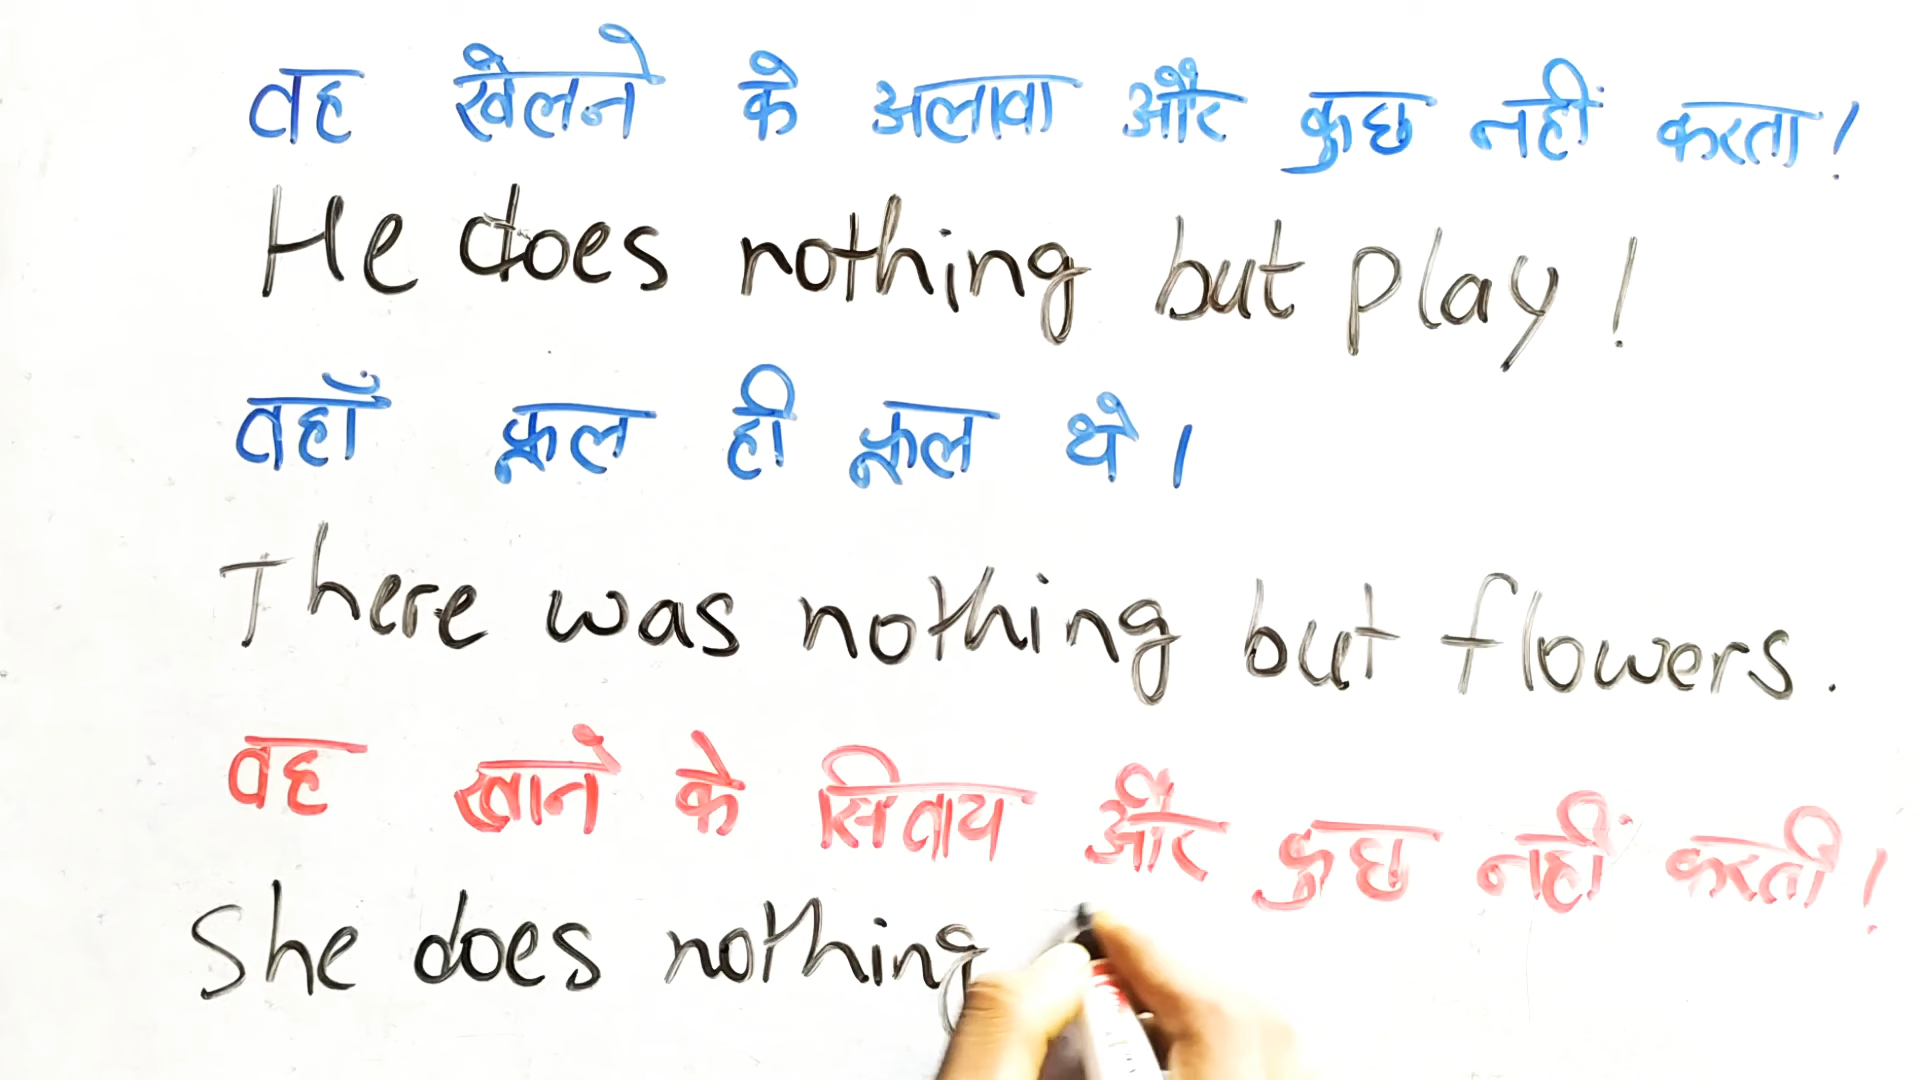 वह खेलने के अलावा और कुछ नहीं करता !
He does nothing but play !
वहाँ फूल ही फूल थे ।
There was nothing but flowers.
वह खाने के सिवाय और कुछ नहीं करती !
She does nothing